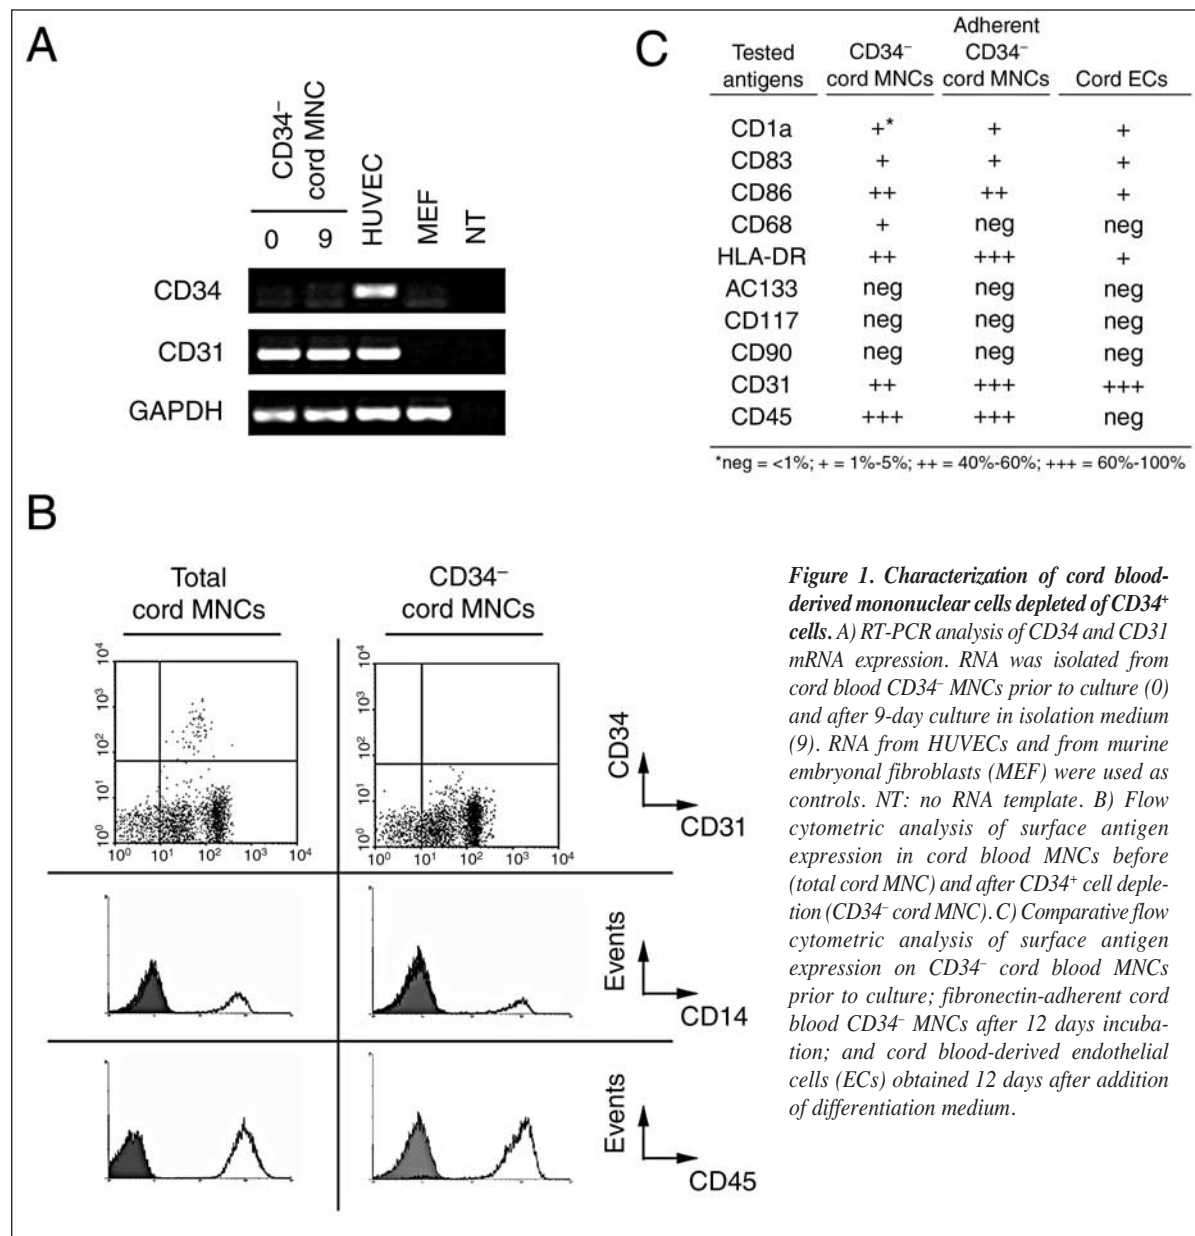 A
CD34⁻
cord MNC
HUVEC
MEF
NT
0 9
CD34
CD31
GAPDH
C
Tested
antigens
CD34⁻
cord MNCs
Adherent
CD34⁻
cord MNCs
Cord ECs
CD1a +* + +
CD83 + + +
CD86 ++ ++ +
CD68 + neg neg
HLA-DR ++ +++ +
AC133 neg neg neg
CD117 neg neg neg
CD90 neg neg neg
CD31 ++ +++ +++
CD45 +++ +++ neg
*neg = <1%; + = 1%-5%; ++ = 40%-60%; +++ = 60%-100%
B
Total
cord MNCs
CD34⁻
cord MNCs
10⁴
10³
10²
10¹
10⁰
10⁰ 10¹ 10² 10³ 10⁴
10⁴
10³
10²
10¹
10⁰
10⁰ 10¹ 10² 10³ 10⁴
CD34
CD31
Events
CD14
Events
CD45
Figure 1. Characterization of cord blood-
derived mononuclear cells depleted of CD34⁺
cells. A) RT-PCR analysis of CD34 and CD31
mRNA expression. RNA was isolated from
cord blood CD34⁻ MNCs prior to culture (0)
and after 9-day culture in isolation medium
(9). RNA from HUVECs and from murine
embryonal fibroblasts (MEF) were used as
controls. NT: no RNA template. B) Flow
cytometric analysis of surface antigen
expression in cord blood MNCs before
(total cord MNC) and after CD34⁺ cell deple-
tion (CD34⁻ cord MNC). C) Comparative flow
cytometric analysis of surface antigen
expression on CD34⁻ cord blood MNCs
prior to culture; fibronectin-adherent cord
blood CD34⁻ MNCs after 12 days incuba-
tion; and cord blood-derived endothelial
cells (ECs) obtained 12 days after addition
of differentiation medium.